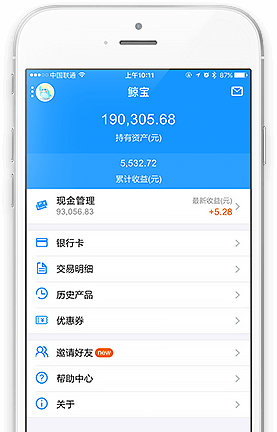 中国联通 上午10:11 87%
鲸宝
190,305.68
持有资产(元)
5,532.72
累计收益(元)
现金管理 最新收益(元)
93,056.83 +5.28
银行卡
交易明细
历史产品
优惠券
邀请好友 new
帮助中心
关于